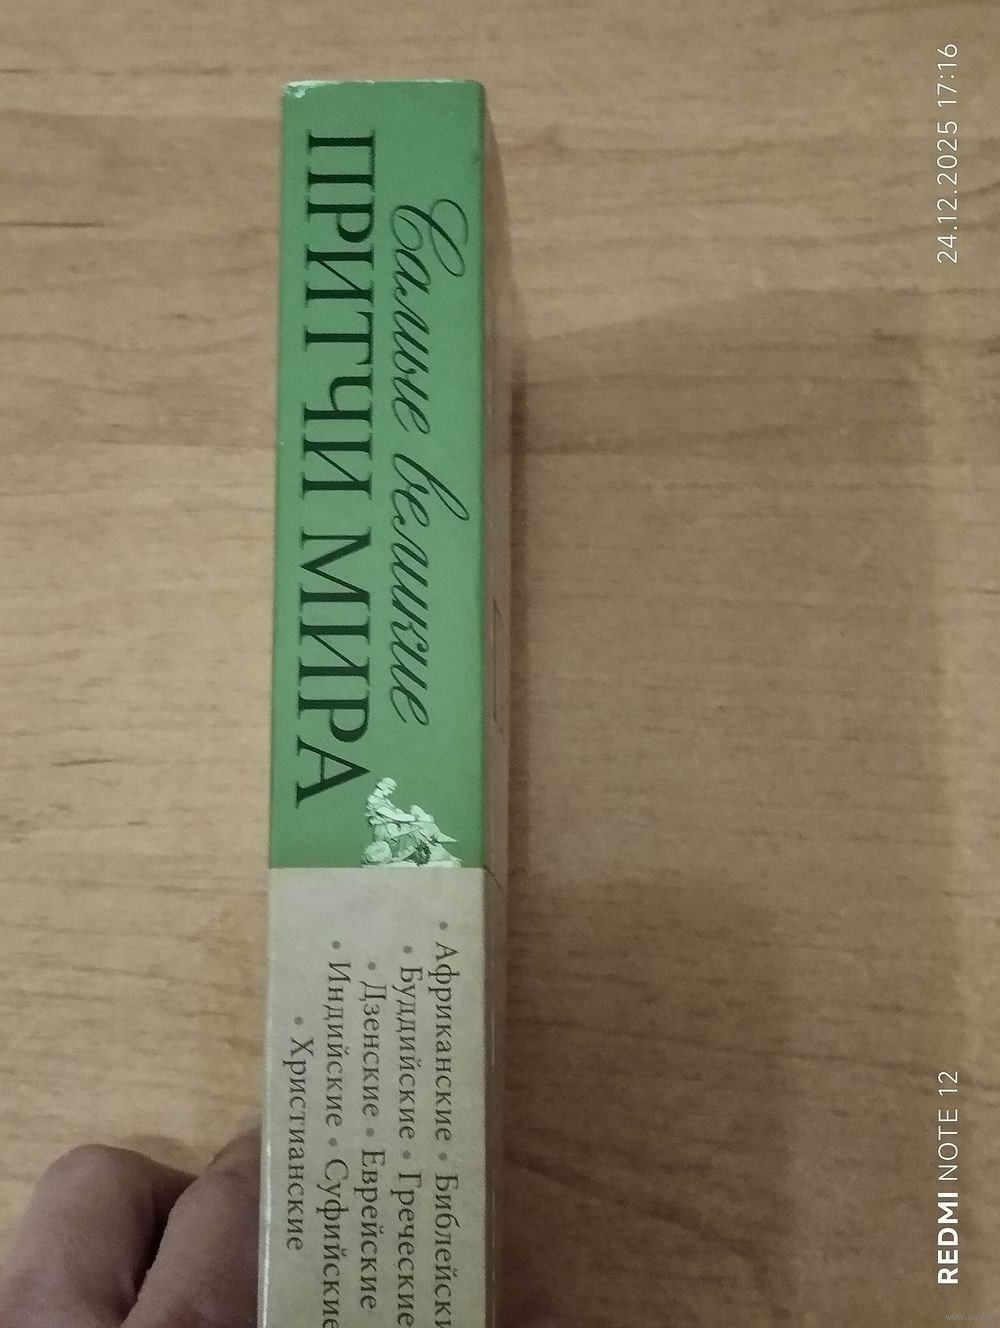 Самые великие
ПРИТЧИ МИРА
• Африканские • Библейски
• Буддийские • Греческие
• Дзенские • Еврейские
• Индийские • Суфийские
• Христианские
24.12.2025 17:16
REDMI NOTE 12